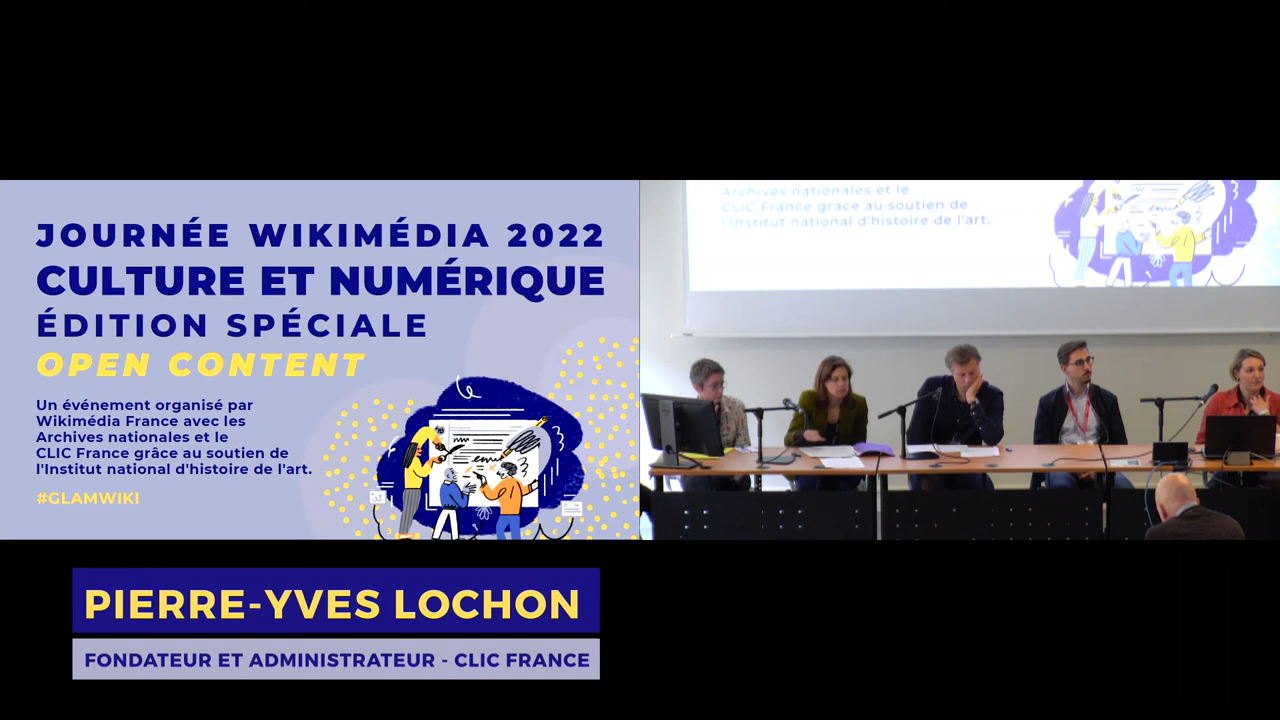 JOURNÉE WIKIMÉDIA 2022
CULTURE ET NUMÉRIQUE
ÉDITION SPÉCIALE
OPEN CONTENT
Un événement organisé par
Wikimédia France avec les
Archives nationales et le
CLIC France grâce au soutien de
l'Institut national d'histoire de l'art.
#GLAMWIKI
Archives nationales et le
CLIC France grâce au soutien de
l'Institut national d'histoire de l'art.
PIERRE-YVES LOCHON
FONDATEUR ET ADMINISTRATEUR - CLIC FRANCE